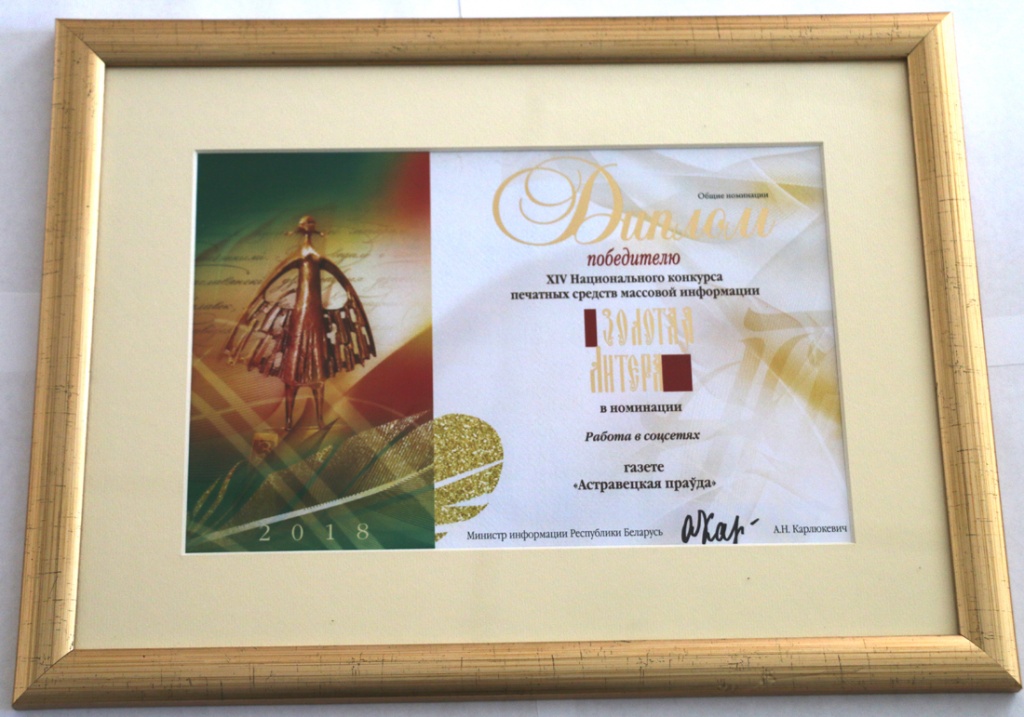 Общие номинации
Диплом
победителю
XIV Национального конкурса
печатных средств массовой информации
ЗОЛОТАЯ
ЛИТЕРА
в номинации
Работа в соцсетях
газете
«Астравецкая праўда»
Министр информации Республики Беларусь
А.Н. Карлюкевич
2018